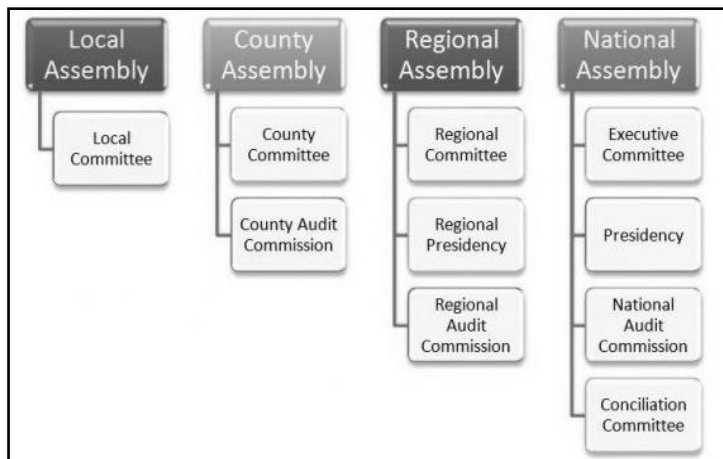 Local
Assembly
Local
Committee
County
Assembly
County
Committee
County Audit
Commission
Regional
Assembly
Regional
Committee
Regional
Presidency
Regional
Audit
Commission
National
Assembly
Executive
Committee
Presidency
National
Audit
Commission
Conciliation
Committee